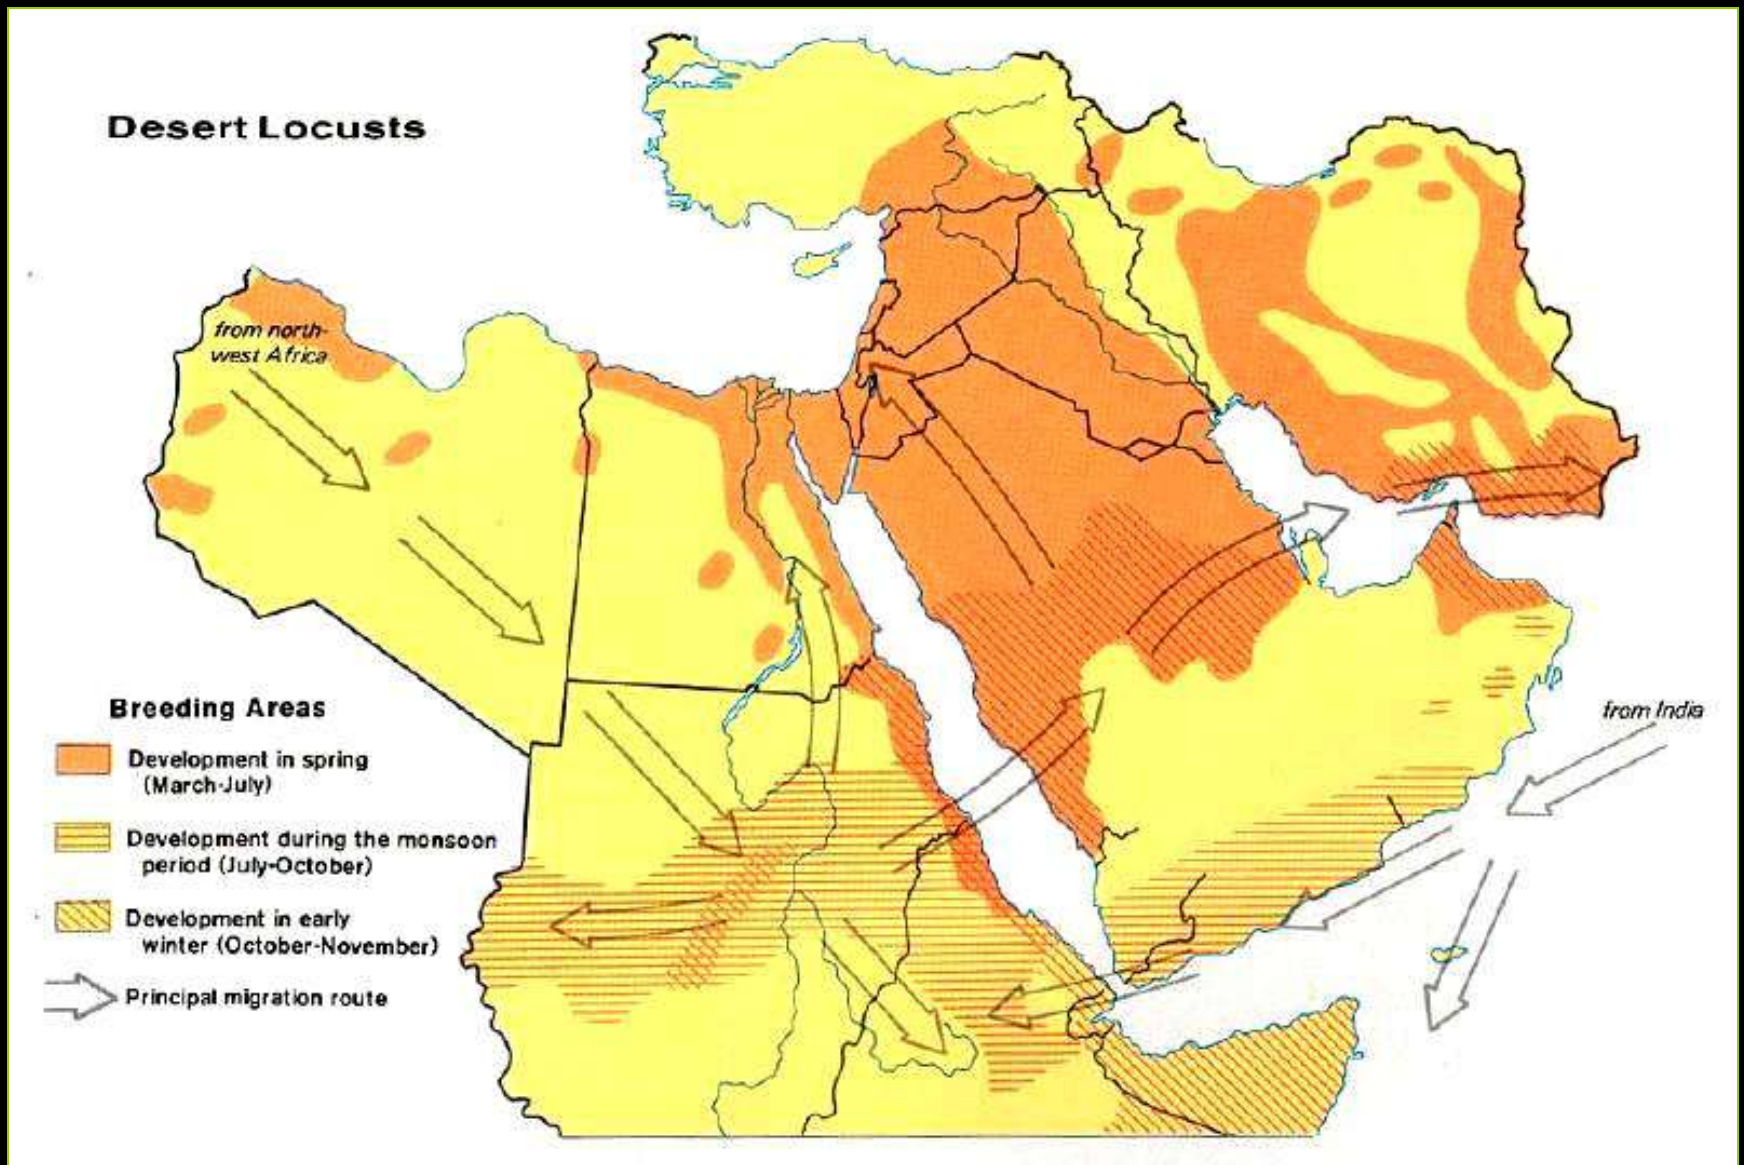 Desert Locusts
from north-
west Africa
Breeding Areas
Development in spring
(March-July)
Development during the monsoon
period (July-October)
Development in early
winter (October-November)
Principal migration route
from India